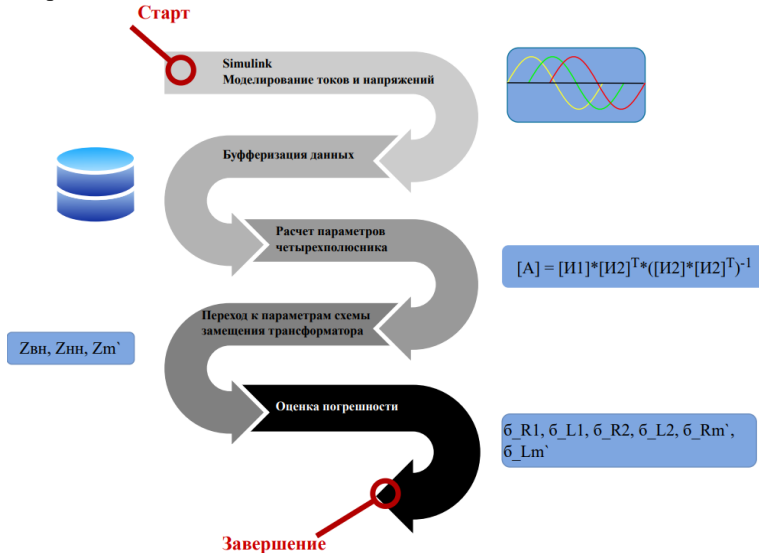 Старт
Simulink
Моделирование токов и напряжений
Буфферизация данных
Расчет параметров
четырехполюсника
[А] = [И1]*[И2]ᵀ*([И2]*[И2]ᵀ)⁻¹
Переход к параметрам схемы
замещения трансформатора
Zвн, Zнн, Zm`
Оценка погрешности
б_R1, б_L1, б_R2, б_L2, б_Rm`,
б_Lm`
Завершение